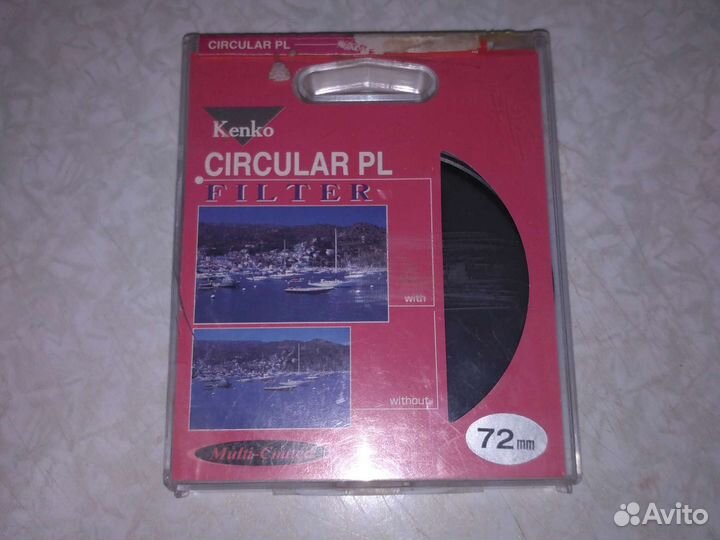 CIRCULAR PL
Kenko
CIRCULAR PL
FILTER
with
without
Multi-Coated
72mm
Avito